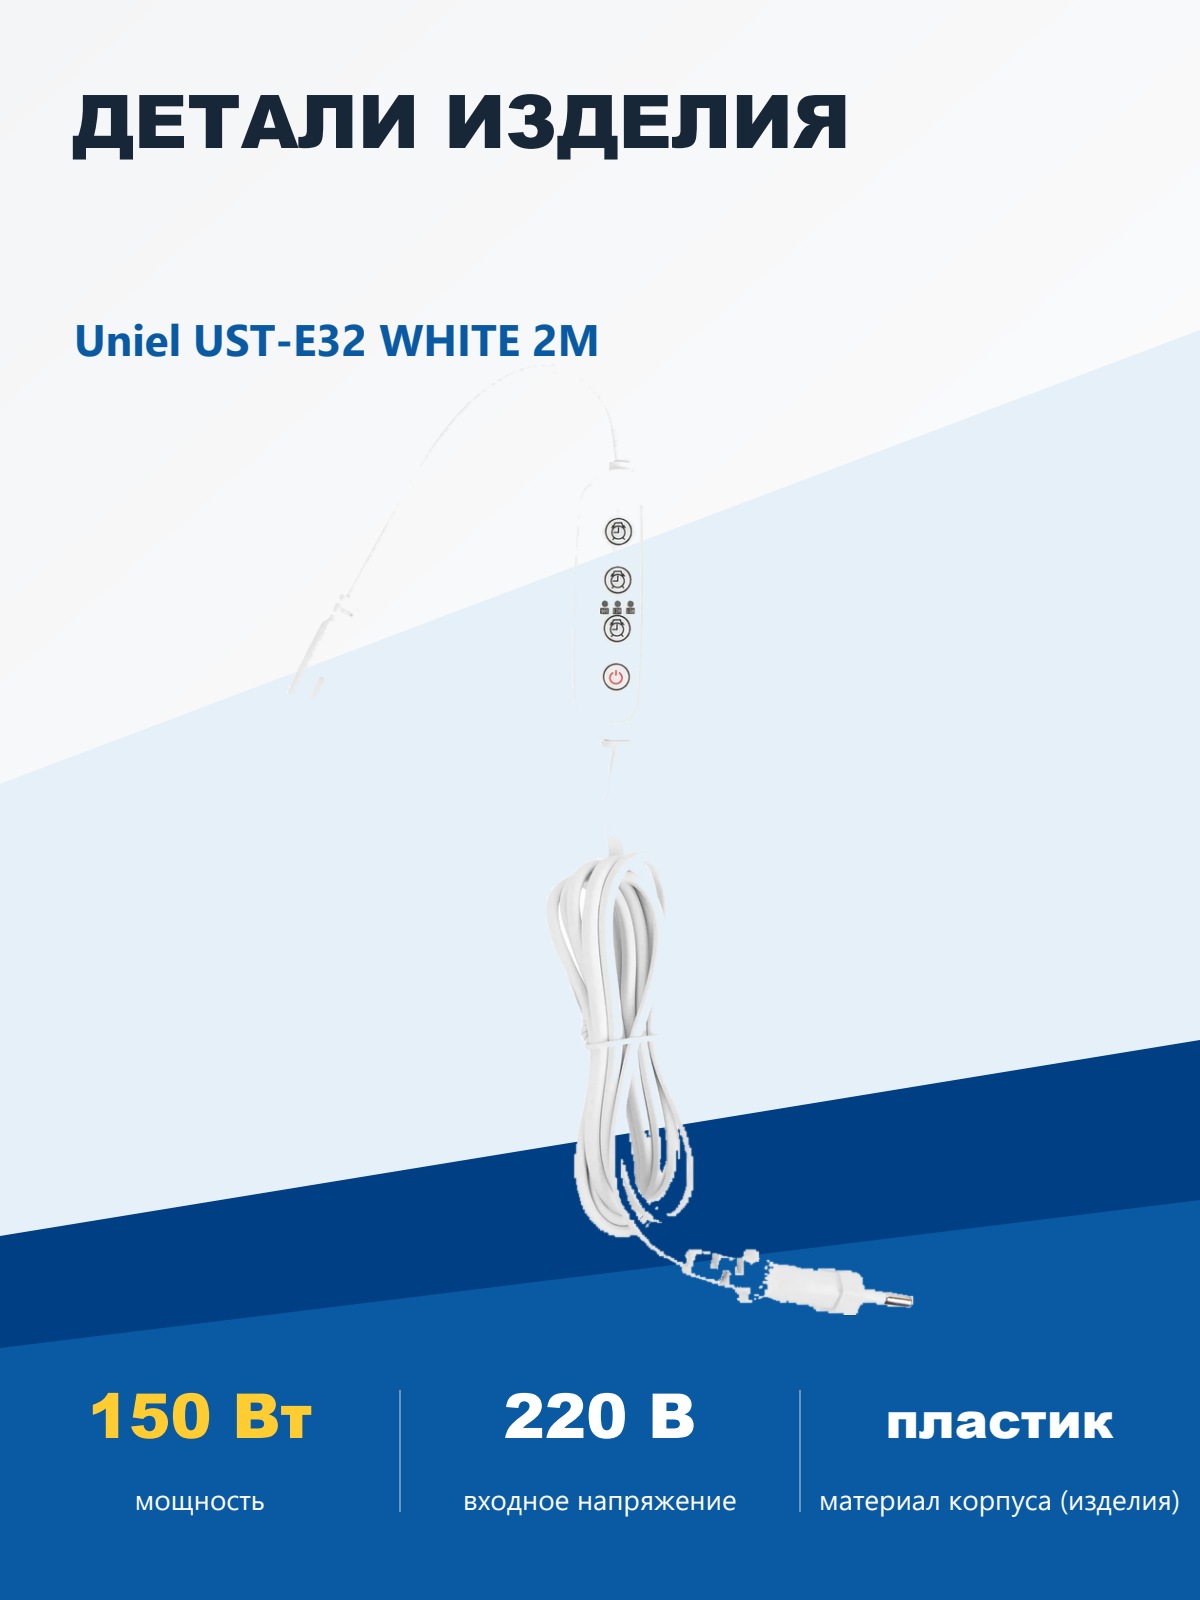 ДЕТАЛИ ИЗДЕЛИЯ
Uniel UST-E32 WHITE 2M
150 Вт
220 В
пластик
мощность
входное напряжение
материал корпуса (изделия)